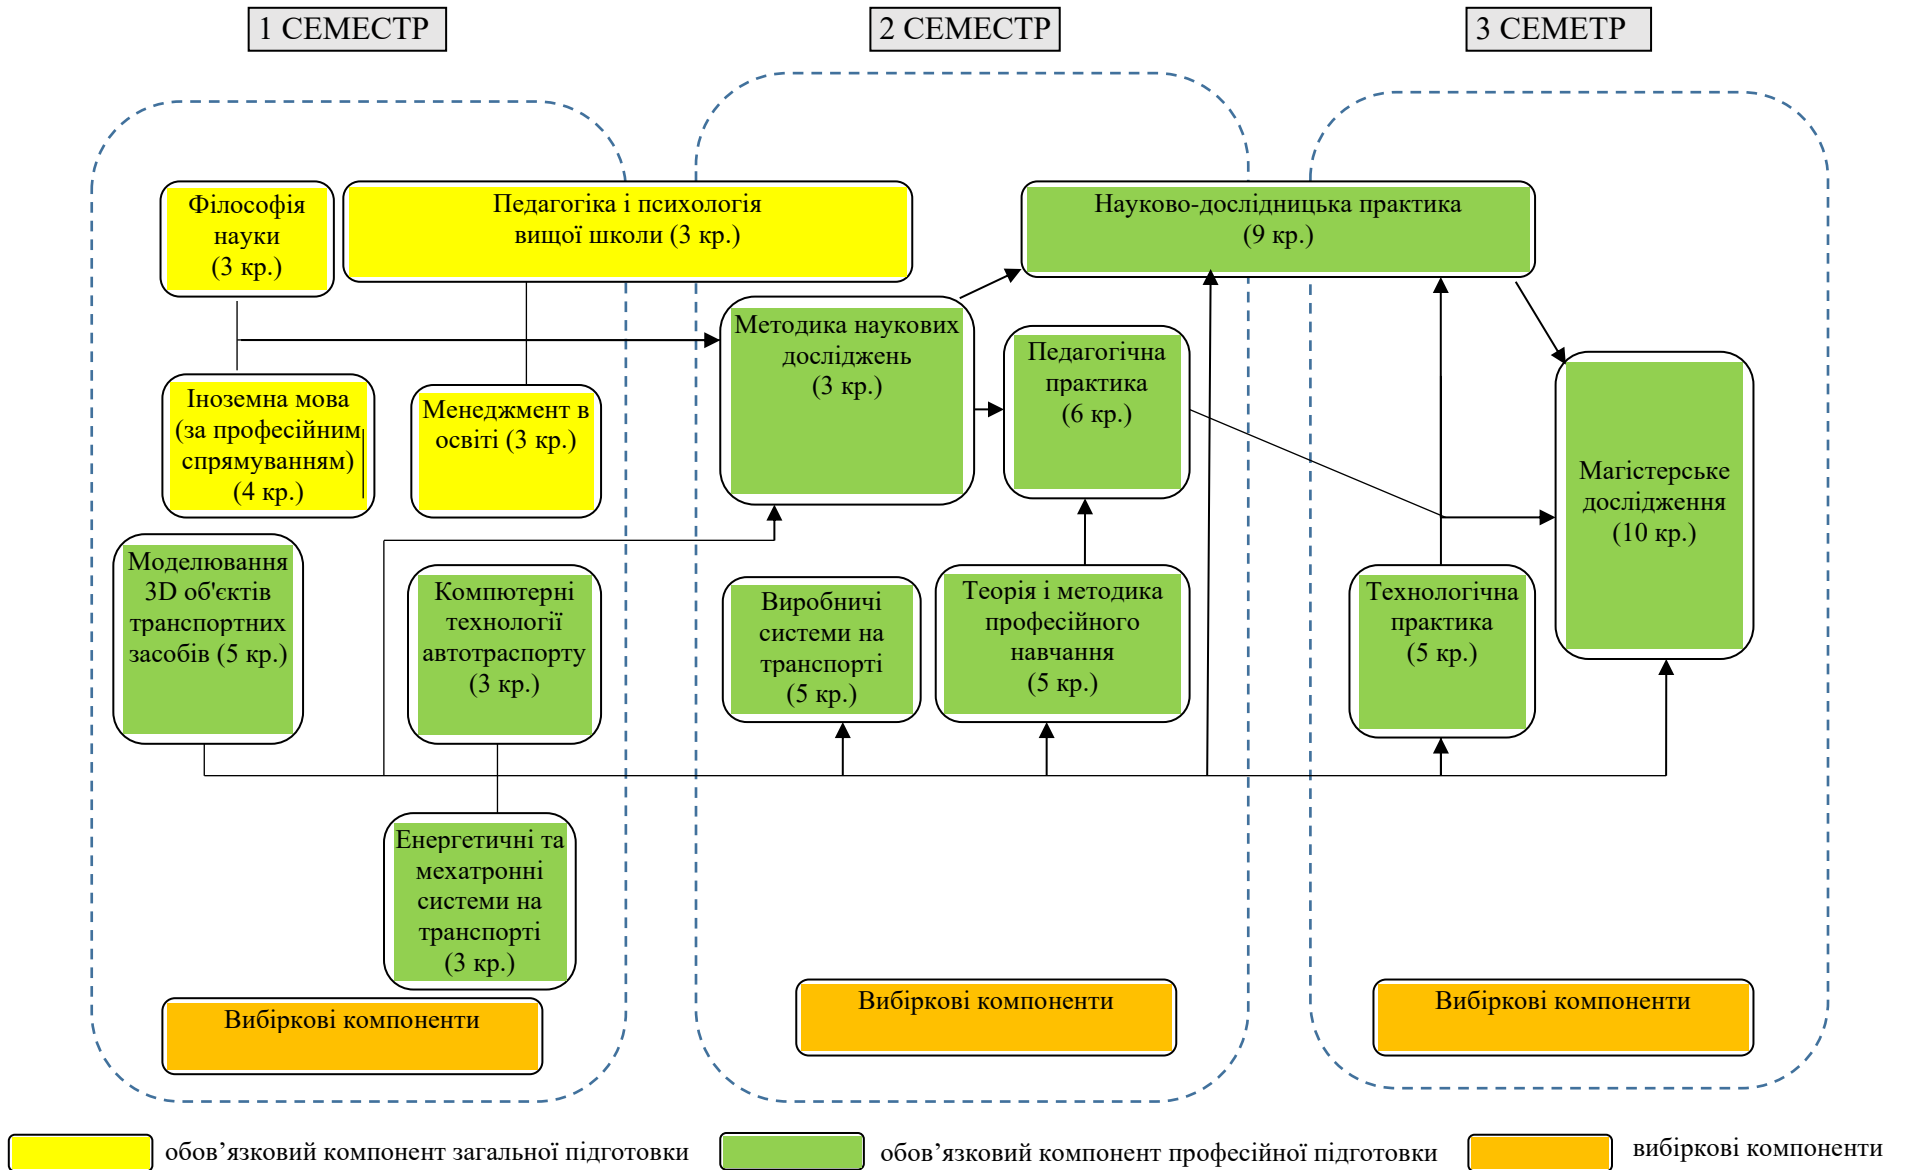 1 СЕМЕСТР
2 СЕМЕСТР
3 СЕМЕТР
Філософія
науки
(3 кр.)
Педагогіка і психологія
вищої школи (3 кр.)
Науково-дослідницька практика
(9 кр.)
Методика наукових
досліджень
(3 кр.)
Педагогічна
практика
(6 кр.)
Іноземна мова
(за професійним
спрямуванням)
(4 кр.)
Менеджмент в
освіті (3 кр.)
Магістерське
дослідження
(10 кр.)
Моделювання
3D об'єктів
транспортних
засобів (5 кр.)
Компютерні
технології
автотраспорту
(3 кр.)
Виробничі
системи на
транспорті
(5 кр.)
Теорія і методика
професійного
навчання
(5 кр.)
Технологічна
практика
(5 кр.)
Енергетичні та
мехатронні
системи на
транспорті
(3 кр.)
Вибіркові компоненти
Вибіркові компоненти
Вибіркові компоненти
обов’язковий компонент загальної підготовки
обов’язковий компонент професійної підготовки
вибіркові компоненти